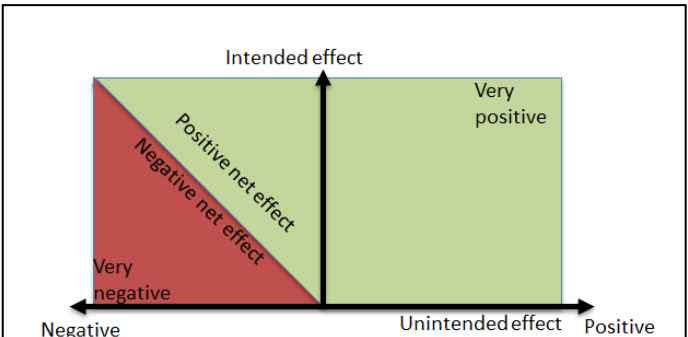 Intended effect
Very
positive
Positive net effect
Negative net effect
Very
negative
Negative
Unintended effect
Positive